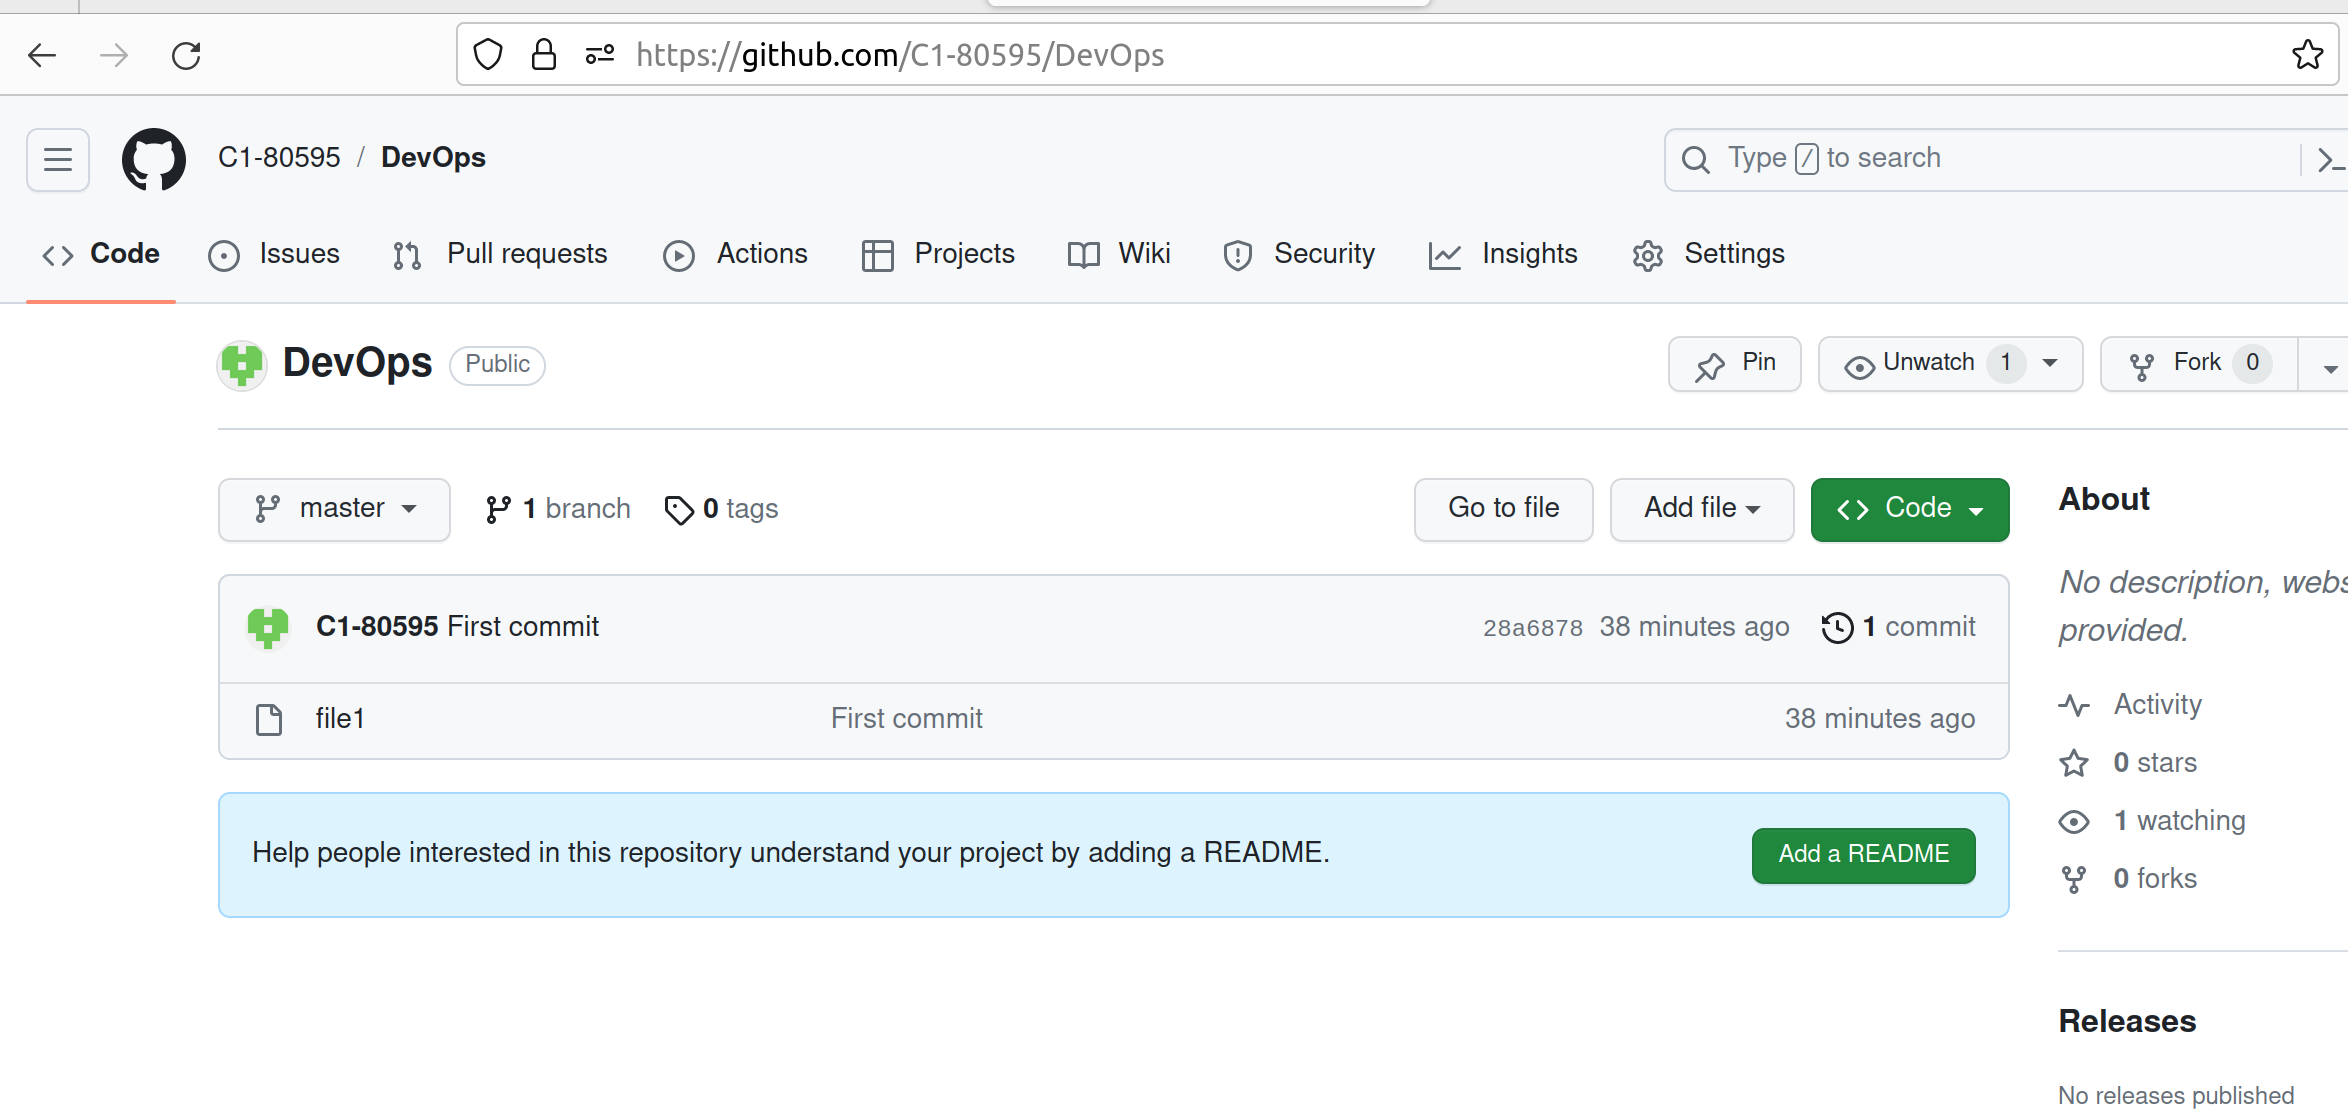 https://github.com/C1-80595/DevOps
C1-80595 / DevOps
Type / to search
Code Issues Pull requests Actions Projects Wiki Security Insights Settings
DevOps Public
Pin Unwatch 1 Fork 0
master 1 branch 0 tags Go to file Add file Code
C1-80595 First commit 28a6878 38 minutes ago 1 commit
file1 First commit 38 minutes ago
Help people interested in this repository understand your project by adding a README. Add a README
About
No description,
provided.
Activity
0 stars
1 watching
0 forks
Releases
No releases published